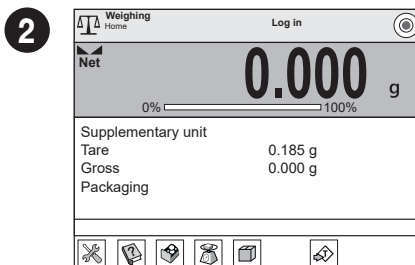 2
Weighing
Home
Log in
Net
0.000 g
0% 100%
Supplementary unit
Tare 0.185 g
Gross 0.000 g
Packaging